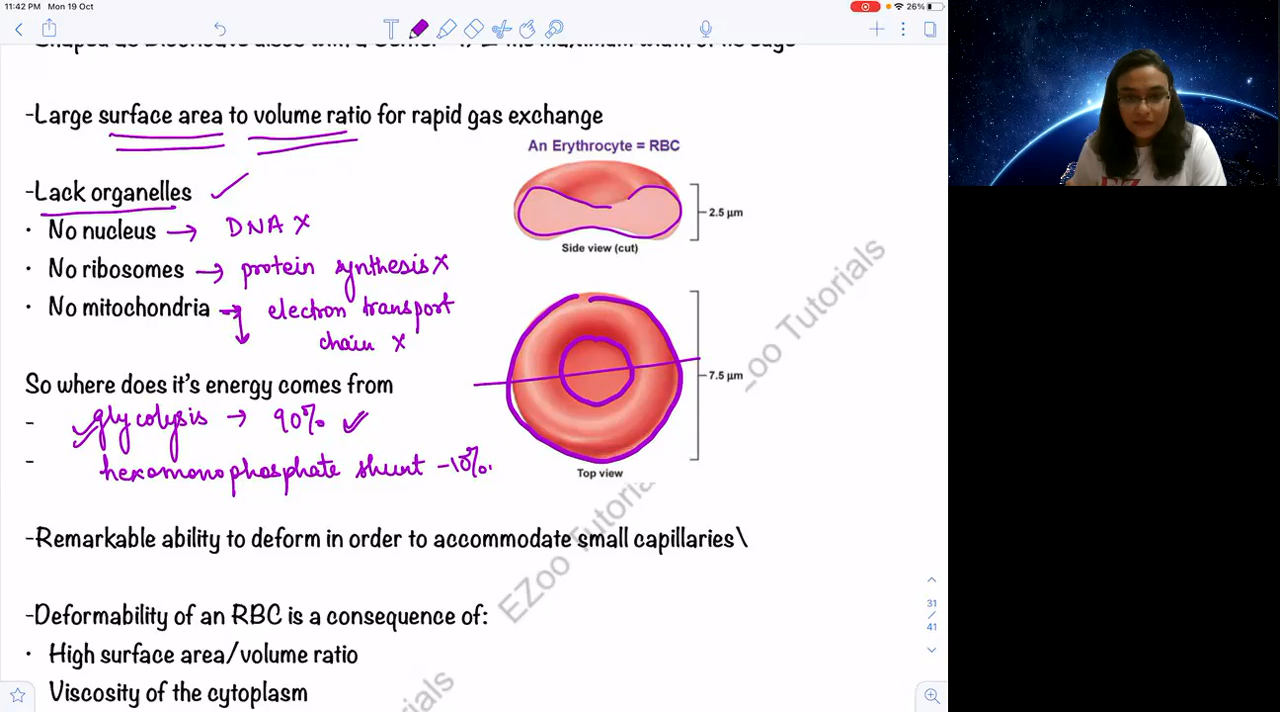 11:42 PM Mon 19 Oct
26%
-Large surface area to volume ratio for rapid gas exchange
An Erythrocyte = RBC
-Lack organelles
2.5 µm
· No nucleus → DNA X
Side view (cut)
· No ribosomes → protein synthesis X
· No mitochondria → electron transport
chain X
7.5 µm
So where does it's energy comes from
- glycolysis → 90%
- hexomonophosphate shunt -10%.
Top view
-Remarkable ability to deform in order to accommodate small capillaries\
-Deformability of an RBC is a consequence of:
· High surface area/volume ratio
· Viscosity of the cytoplasm
31
/
41
EZoo Tutorials
Zoo Tutorials